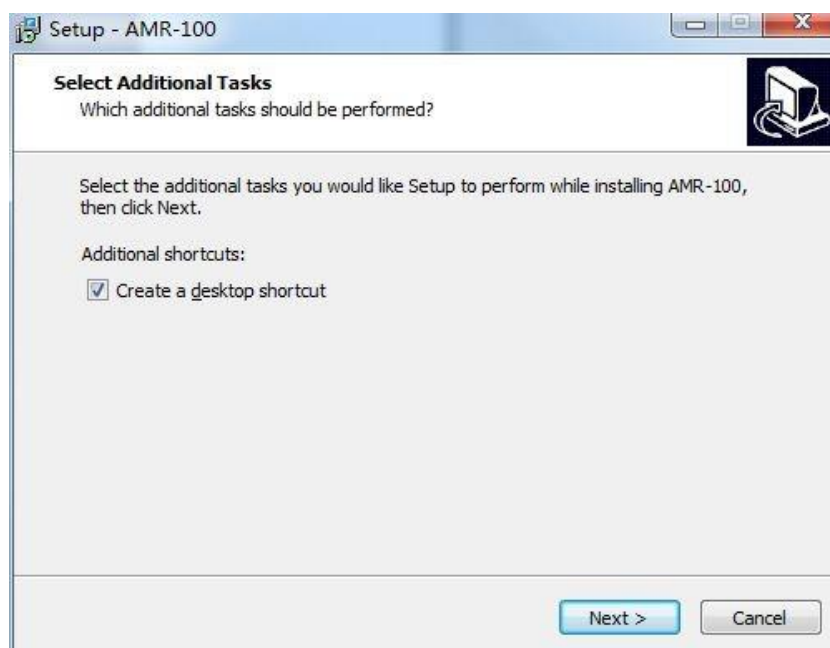 Setup - AMR-100
Select Additional Tasks
Which additional tasks should be performed?
Select the additional tasks you would like Setup to perform while installing AMR-100,
then click Next.
Additional shortcuts:
Create a desktop shortcut
Next >
Cancel